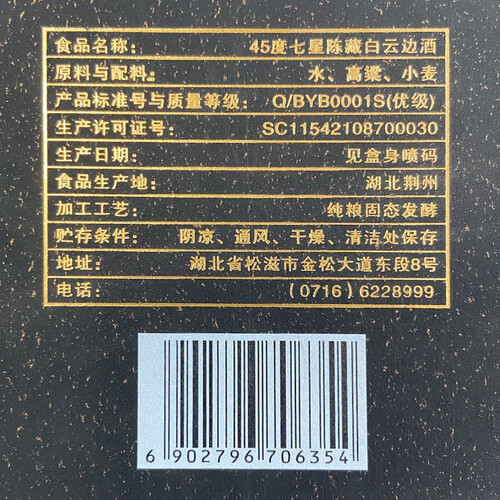 食品名称： 45度七星陈藏白云边酒
原料与配料： 水、高粱、小麦
产品标准号与质量等级： Q/BYB0001S(优级)
生产许可证号： SC11542108700030
生产日期： 见盒身喷码
食品生产地： 湖北荆州
加工工艺： 纯粮固态发酵
贮存条件： 阴凉、通风、干燥、清洁处保存
地址： 湖北省松滋市金松大道东段8号
电话： （0716）6228999
6 902796 706354